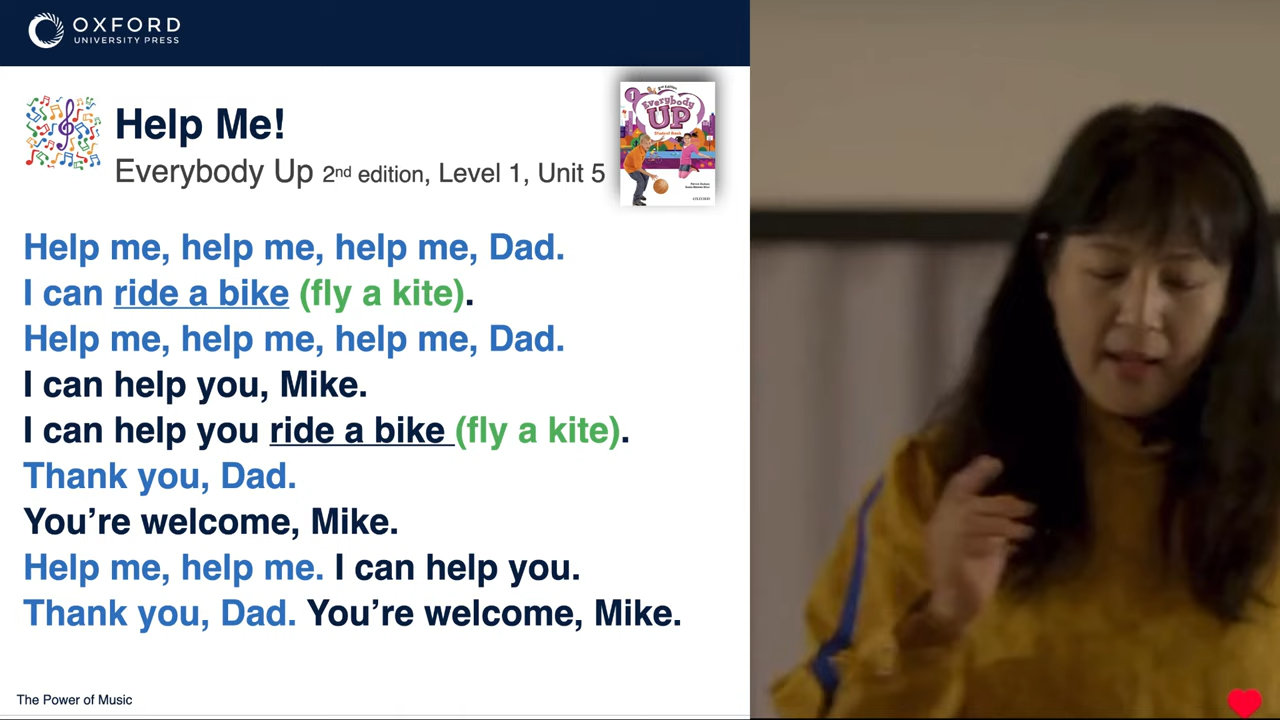 OXFORD
UNIVERSITY PRESS
Help Me!
Everybody Up 2nd edition, Level 1, Unit 5
Everybody
UP
Student Book
1
Help me, help me, help me, Dad.
I can ride a bike (fly a kite).
Help me, help me, help me, Dad.
I can help you, Mike.
I can help you ride a bike (fly a kite).
Thank you, Dad.
You’re welcome, Mike.
Help me, help me. I can help you.
Thank you, Dad. You’re welcome, Mike.
The Power of Music